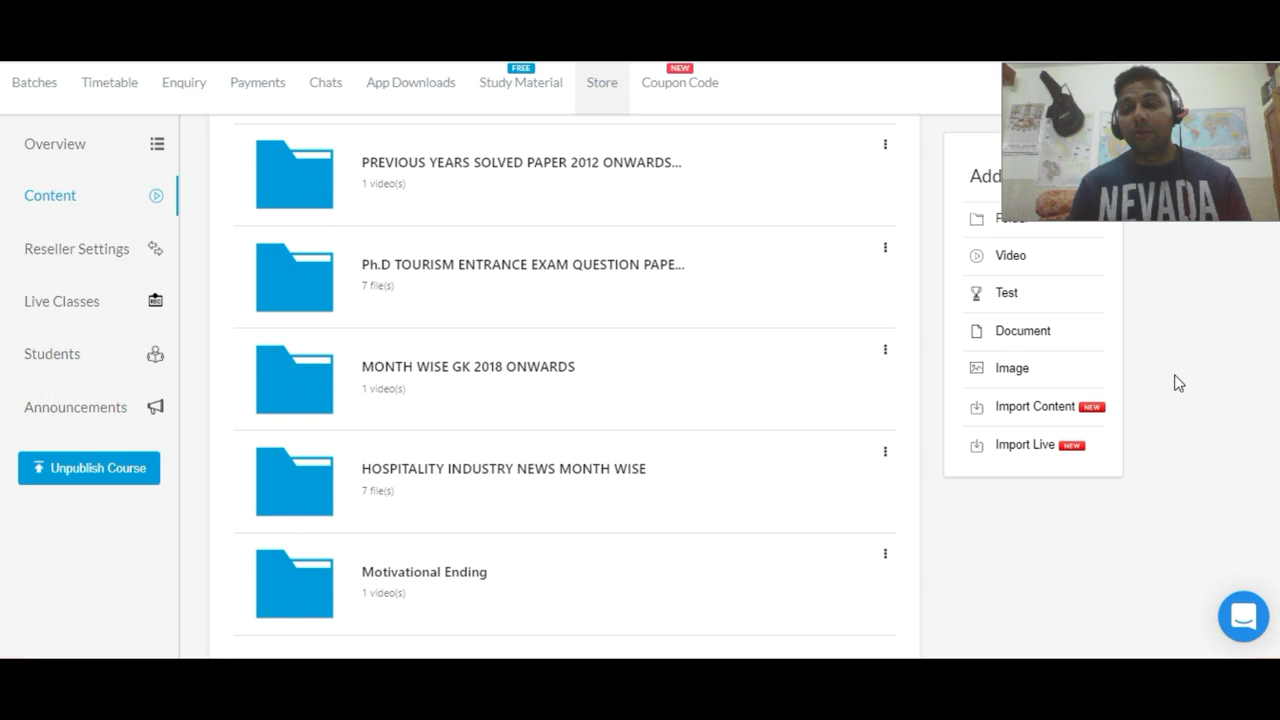 FREE
NEW
Batches
Timetable
Enquiry
Payments
Chats
App Downloads
Study Material
Store
Coupon Code
Overview
Content
Reseller Settings
Live Classes
REC
Students
Announcements
Unpublish Course
PREVIOUS YEARS SOLVED PAPER 2012 ONWARDS...
1 video(s)
Ph.D TOURISM ENTRANCE EXAM QUESTION PAPE...
7 file(s)
MONTH WISE GK 2018 ONWARDS
1 video(s)
HOSPITALITY INDUSTRY NEWS MONTH WISE
7 file(s)
Motivational Ending
1 video(s)
Add
Video
Test
Document
Image
Import Content NEW
Import Live NEW
NEVADA